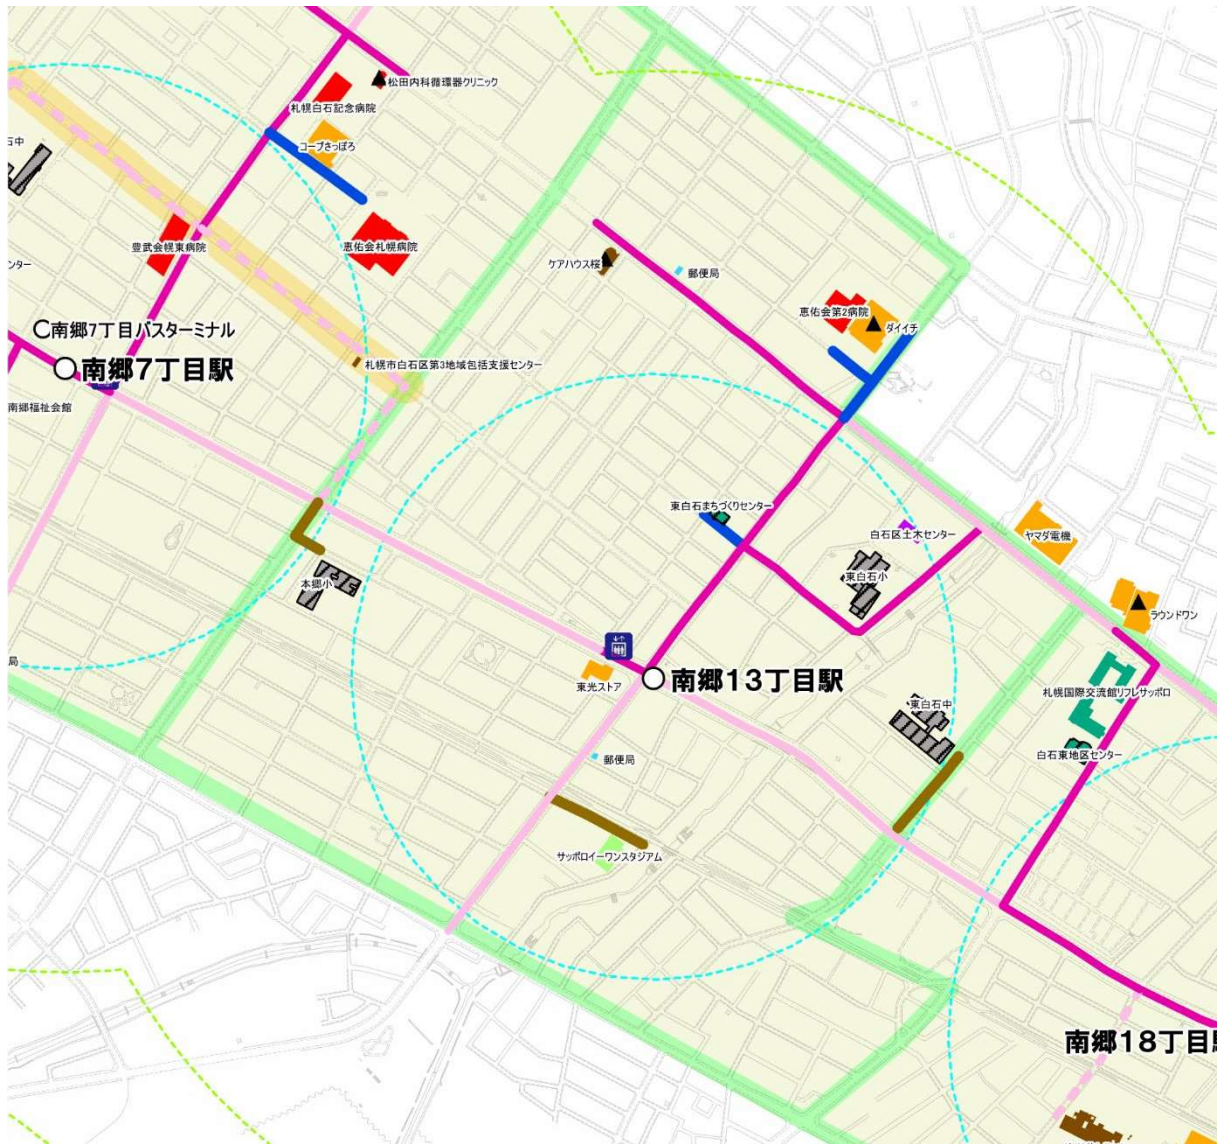 松田内科循環器クリニック
札幌白石記念病院
石中
コープさっぽろ
豊武会幌東病院
恵佑会札幌病院
ンター
ケアハウス桜
郵便局
恵佑会第2病院
ダイイチ
南郷7丁目バスターミナル
南郷7丁目駅
札幌市白石区第3地域包括支援センター
南郷福祉会館
東白石まちづくりセンター
白石区土木センター
ヤマダ電機
東白石小
本郷小
ラウンドワン
局
南郷13丁目駅
東光ストア
札幌国際交流館リフレサッポロ
東白石中
郵便局
白石東地区センター
サッポロイーワンスタジアム
南郷18丁目駅